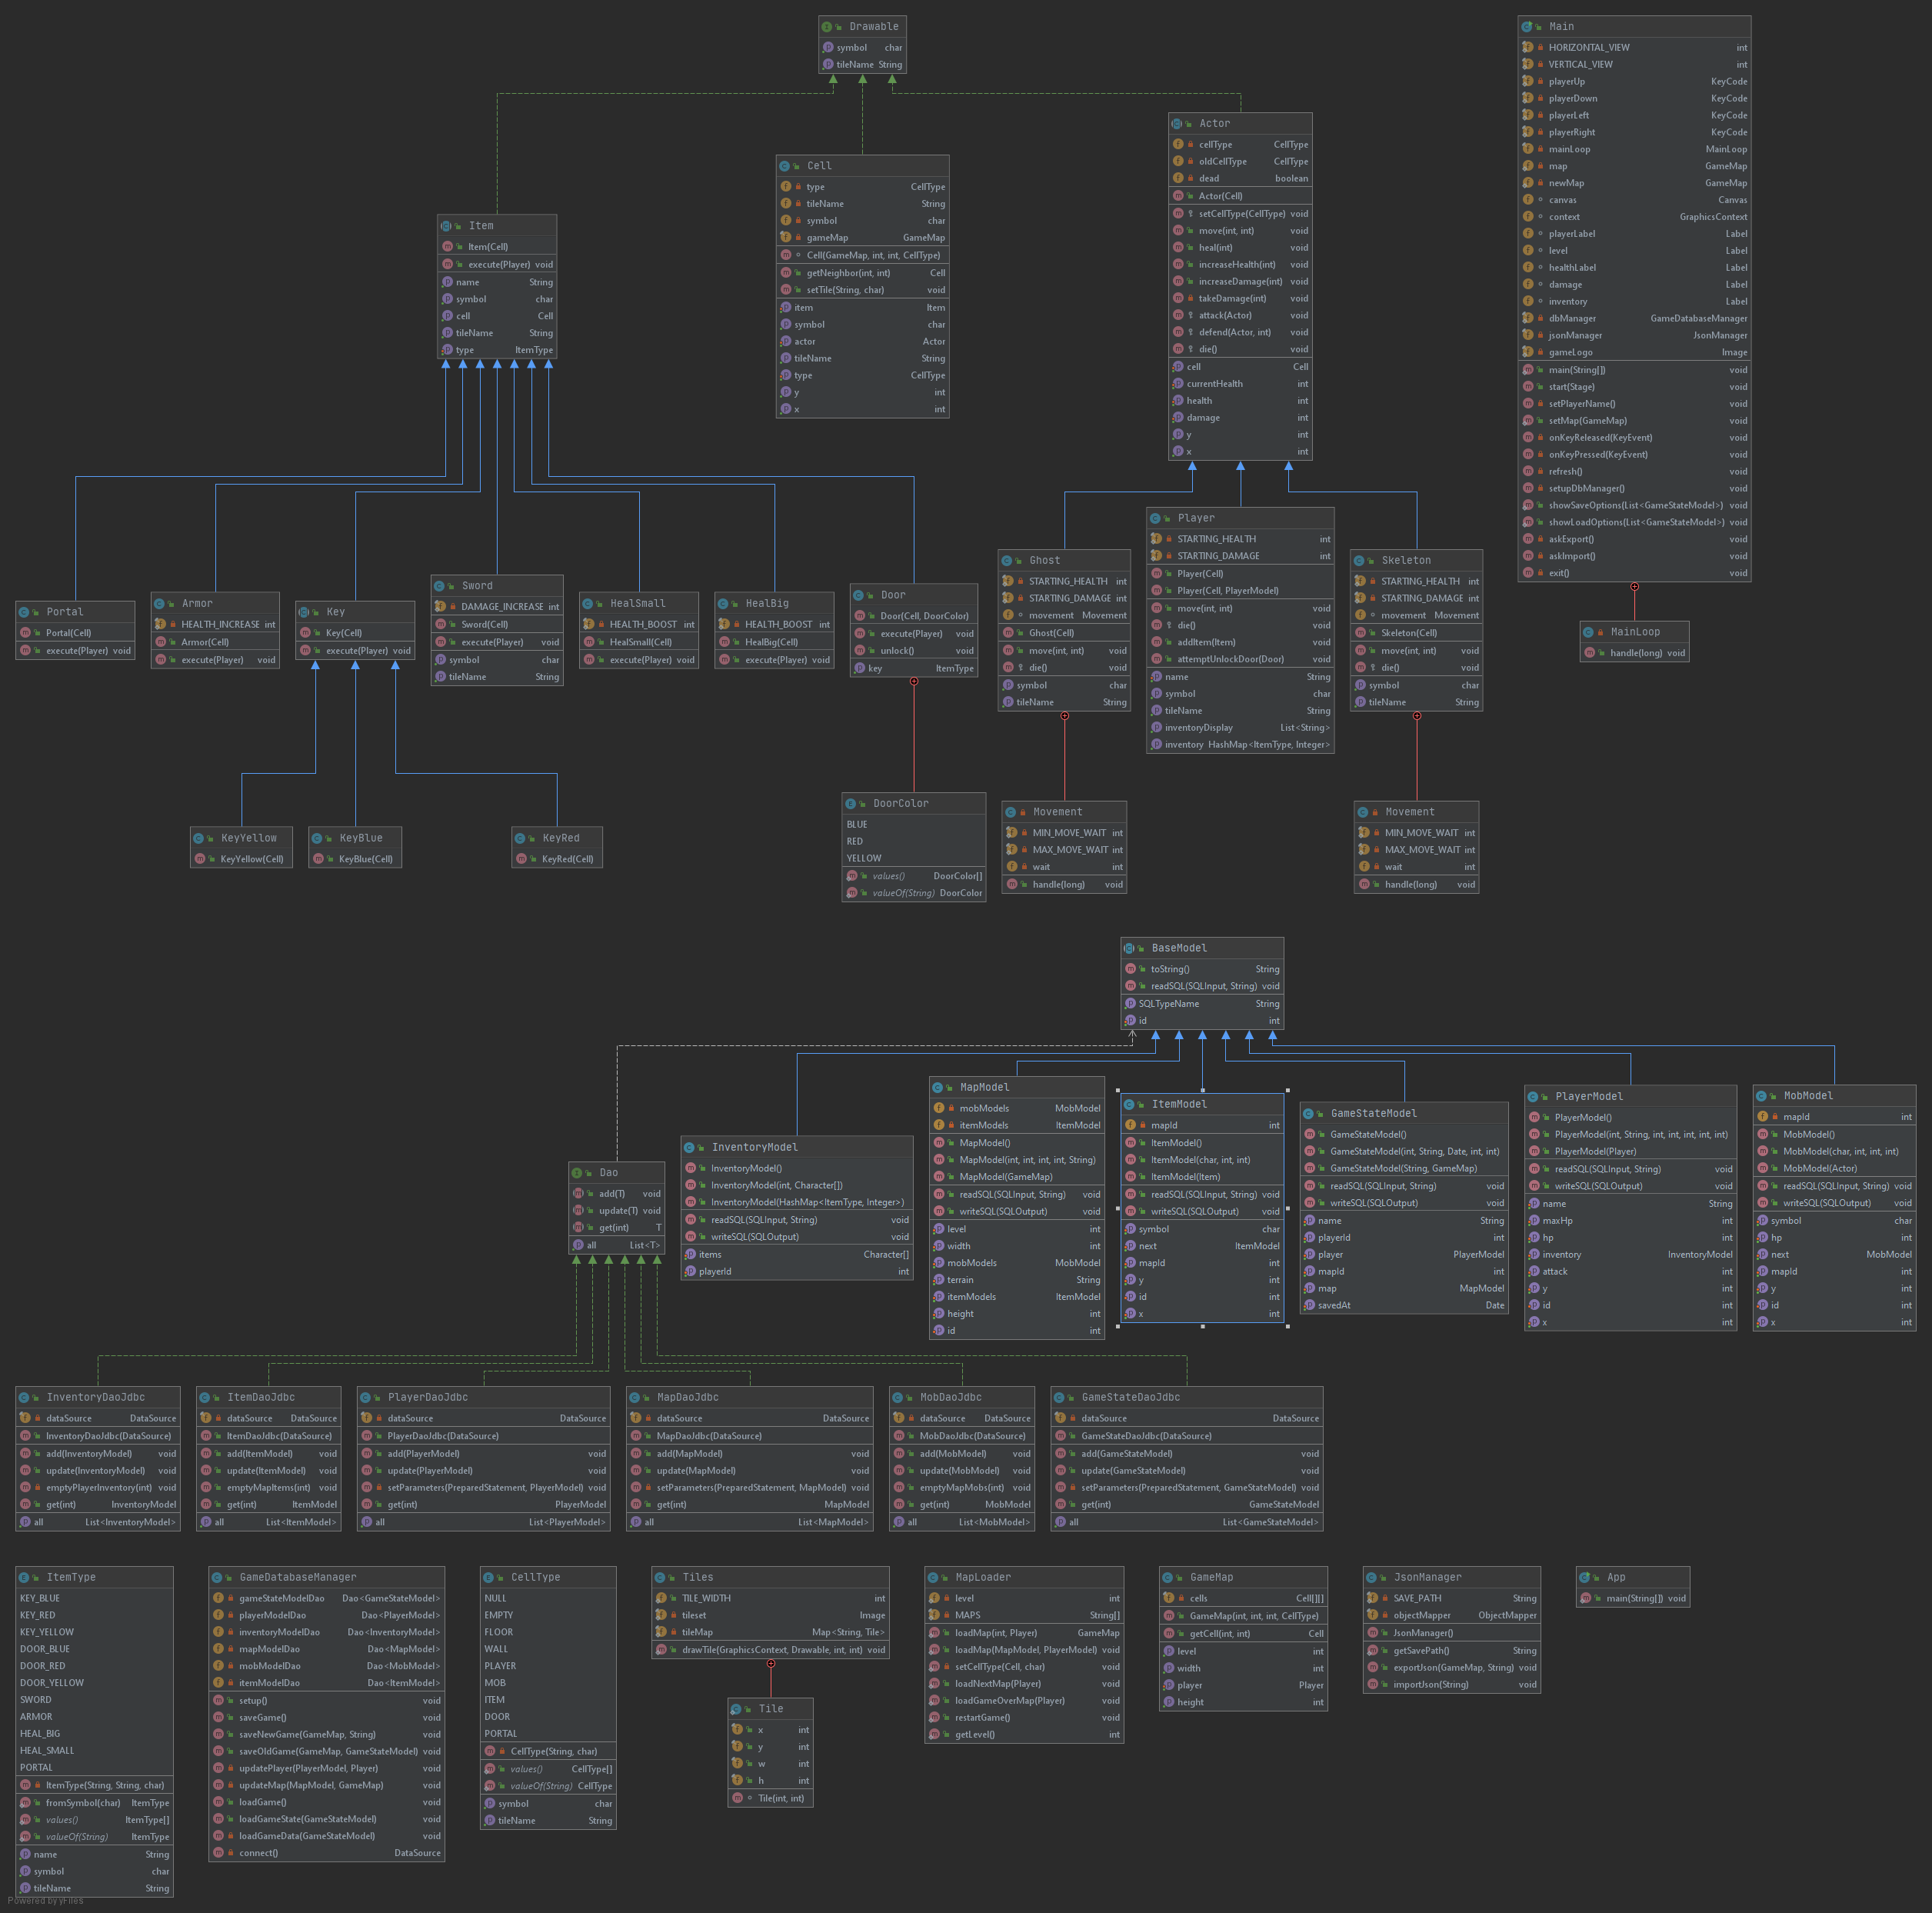 Drawable
symbol char
tileName String
Main
HORIZONTAL_VIEW int
VERTICAL_VIEW int
playerUp KeyCode
playerDown KeyCode
playerLeft KeyCode
playerRight KeyCode
mainLoop MainLoop
map GameMap
newMap GameMap
canvas Canvas
context GraphicsContext
playerLabel Label
level Label
healthLabel Label
damage Label
inventory Label
dbManager GameDatabaseManager
jsonManager JsonManager
gameLogo Image
main(String[]) void
start(Stage) void
setPlayerName() void
setMap(GameMap) void
onKeyReleased(KeyEvent) void
onKeyPressed(KeyEvent) void
refresh() void
setupDbManager() void
showSaveOptions(List<GameStateModel>) void
showLoadOptions(List<GameStateModel>) void
askExport() void
askImport() void
exit() void
Actor
cellType CellType
oldCellType CellType
dead boolean
Actor(Cell)
setCellType(CellType) void
move(int, int) void
heal(int) void
increaseHealth(int) void
increaseDamage(int) void
takeDamage(int) void
attack(Actor) void
defend(Actor, int) void
die() void
cell Cell
currentHealth int
health int
damage int
y int
x int
Cell
type CellType
tileName String
symbol char
gameMap GameMap
Cell(GameMap, int, int, CellType)
getNeighbor(int, int) Cell
setTile(String, char) void
item Item
symbol char
actor Actor
tileName String
type CellType
y int
x int
Item
Item(Cell)
execute(Player) void
name String
symbol char
cell Cell
tileName String
type ItemType
Portal
Portal(Cell)
execute(Player) void
Armor
HEALTH_INCREASE int
Armor(Cell)
execute(Player) void
Key
Key(Cell)
execute(Player) void
Sword
DAMAGE_INCREASE int
Sword(Cell)
execute(Player) void
symbol char
tileName String
HealSmall
HEALTH_BOOST int
HealSmall(Cell)
execute(Player) void
HealBig
HEALTH_BOOST int
HealBig(Cell)
execute(Player) void
Door
Door(Cell, DoorColor)
execute(Player) void
unlock() void
key ItemType
Ghost
STARTING_HEALTH int
STARTING_DAMAGE int
movement Movement
Ghost(Cell)
move(int, int) void
die() void
symbol char
tileName String
Player
STARTING_HEALTH int
STARTING_DAMAGE int
Player(Cell)
Player(Cell, PlayerModel)
move(int, int) void
die() void
addItem(Item) void
attemptUnlockDoor(Door) void
name String
symbol char
tileName String
inventoryDisplay List<String>
inventory HashMap<ItemType, Integer>
Skeleton
STARTING_HEALTH int
STARTING_DAMAGE int
movement Movement
Skeleton(Cell)
move(int, int) void
die() void
symbol char
tileName String
MainLoop
handle(long) void
KeyYellow
KeyYellow(Cell)
KeyBlue
KeyBlue(Cell)
KeyRed
KeyRed(Cell)
DoorColor
BLUE
RED
YELLOW
values() DoorColor[]
valueOf(String) DoorColor
Movement
MIN_MOVE_WAIT int
MAX_MOVE_WAIT int
wait int
handle(long) void
Movement
MIN_MOVE_WAIT int
MAX_MOVE_WAIT int
wait int
handle(long) void
BaseModel
toString() String
readSQL(SQLInput, String) void
SQLTypeName String
id int
Dao
add(T) void
update(T) void
get(int) T
all List<T>
InventoryModel
InventoryModel()
InventoryModel(int, Character[])
InventoryModel(HashMap<ItemType, Integer>)
readSQL(SQLInput, String) void
writeSQL(SQLOutput) void
items Character[]
playerId int
MapModel
mobModels MobModel
itemModels ItemModel
MapModel()
MapModel(int, int, int, int, String)
MapModel(GameMap)
readSQL(SQLInput, String) void
writeSQL(SQLOutput) void
level int
width int
mobModels MobModel
terrain String
itemModels ItemModel
height int
id int
ItemModel
mapId int
ItemModel()
ItemModel(char, int, int)
ItemModel(Item)
readSQL(SQLInput, String) void
writeSQL(SQLOutput) void
symbol char
next ItemModel
mapId int
y int
id int
x int
GameStateModel
GameStateModel()
GameStateModel(int, String, Date, int, int)
GameStateModel(String, GameMap)
readSQL(SQLInput, String) void
writeSQL(SQLOutput) void
name String
playerId int
player PlayerModel
mapId int
map MapModel
savedAt Date
PlayerModel
PlayerModel()
PlayerModel(int, String, int, int, int, int, int)
PlayerModel(Player)
readSQL(SQLInput, String) void
writeSQL(SQLOutput) void
name String
maxHp int
hp int
inventory InventoryModel
attack int
y int
id int
x int
MobModel
mapId int
MobModel()
MobModel(char, int, int, int)
MobModel(Actor)
readSQL(SQLInput, String) void
writeSQL(SQLOutput) void
symbol char
hp int
next MobModel
mapId int
y int
id int
x int
InventoryDaoJdbc
dataSource DataSource
InventoryDaoJdbc(DataSource)
add(InventoryModel) void
update(InventoryModel) void
emptyPlayerInventory(int) void
get(int) InventoryModel
all List<InventoryModel>
ItemDaoJdbc
dataSource DataSource
ItemDaoJdbc(DataSource)
add(ItemModel) void
update(ItemModel) void
emptyMapItems(int) void
get(int) ItemModel
all List<ItemModel>
PlayerDaoJdbc
dataSource DataSource
PlayerDaoJdbc(DataSource)
add(PlayerModel) void
update(PlayerModel) void
setParameters(PreparedStatement, PlayerModel) void
get(int) PlayerModel
all List<PlayerModel>
MapDaoJdbc
dataSource DataSource
MapDaoJdbc(DataSource)
add(MapModel) void
update(MapModel) void
setParameters(PreparedStatement, MapModel) void
get(int) MapModel
all List<MapModel>
MobDaoJdbc
dataSource DataSource
MobDaoJdbc(DataSource)
add(MobModel) void
update(MobModel) void
emptyMapMobs(int) void
get(int) MobModel
all List<MobModel>
GameStateDaoJdbc
dataSource DataSource
GameStateDaoJdbc(DataSource)
add(GameStateModel) void
update(GameStateModel) void
setParameters(PreparedStatement, GameStateModel) void
get(int) GameStateModel
all List<GameStateModel>
ItemType
KEY_BLUE
KEY_RED
KEY_YELLOW
DOOR_BLUE
DOOR_RED
DOOR_YELLOW
SWORD
ARMOR
HEAL_BIG
HEAL_SMALL
PORTAL
ItemType(String, String, char)
fromSymbol(char) ItemType
values() ItemType[]
valueOf(String) ItemType
name String
symbol char
tileName String
GameDatabaseManager
gameStateModelDao Dao<GameStateModel>
playerModelDao Dao<PlayerModel>
inventoryModelDao Dao<InventoryModel>
mapModelDao Dao<MapModel>
mobModelDao Dao<MobModel>
itemModelDao Dao<ItemModel>
setup() void
saveGame() void
saveNewGame(GameMap, String) void
saveOldGame(GameMap, GameStateModel) void
updatePlayer(PlayerModel, Player) void
updateMap(MapModel, GameMap) void
loadGame() void
loadGameState(GameStateModel) void
loadGameData(GameStateModel) void
connect() DataSource
CellType
NULL
EMPTY
FLOOR
WALL
PLAYER
MOB
ITEM
DOOR
PORTAL
CellType(String, char)
values() CellType[]
valueOf(String) CellType
symbol char
tileName String
Tiles
TILE_WIDTH int
tileset Image
tileMap Map<String, Tile>
drawTile(GraphicsContext, Drawable, int, int) void
Tile
x int
y int
w int
h int
Tile(int, int)
MapLoader
level int
MAPS String[]
loadMap(int, Player) GameMap
loadMap(MapModel, PlayerModel) void
setCellType(Cell, char) void
loadNextMap(Player) void
loadGameOverMap(Player) void
restartGame() void
getLevel() int
GameMap
cells Cell[][]
GameMap(int, int, int, CellType)
getCell(int, int) Cell
level int
width int
player Player
height int
JsonManager
SAVE_PATH String
objectMapper ObjectMapper
JsonManager()
getSavePath() String
exportJson(GameMap, String) void
importJson(String) void
App
main(String[]) void
Powered by yFiles